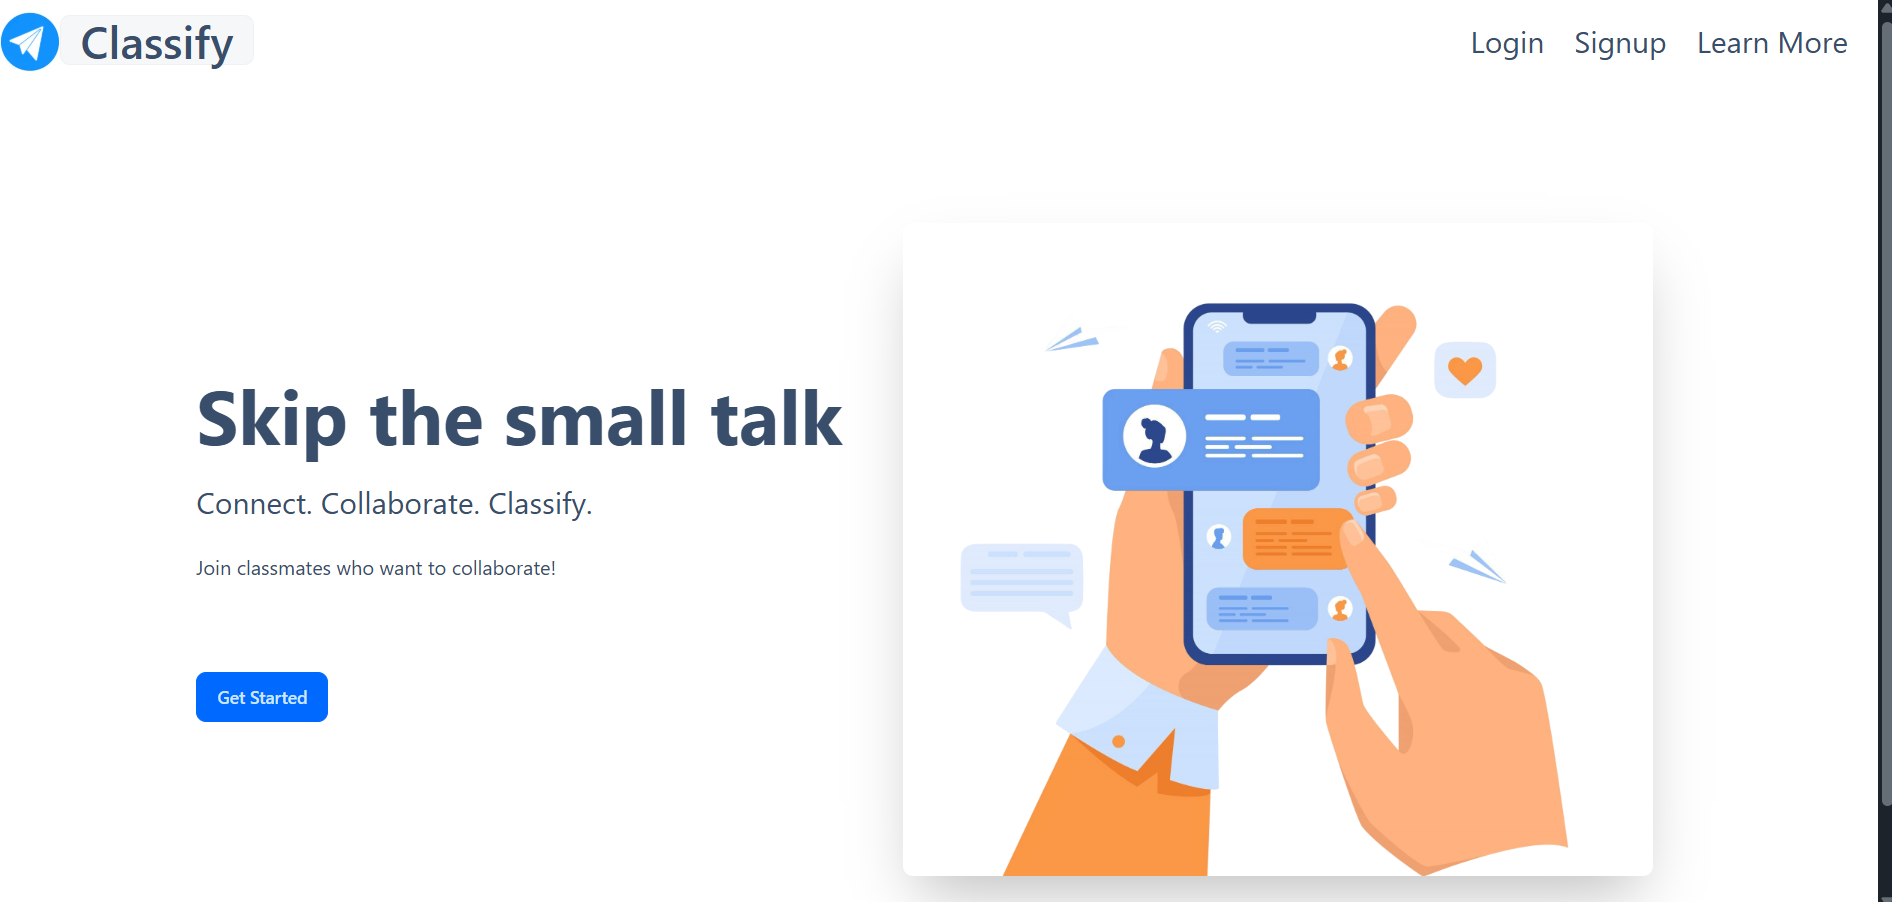 Classify
Login
Signup
Learn More
Skip the small talk
Connect. Collaborate. Classify.
Join classmates who want to collaborate!
Get Started